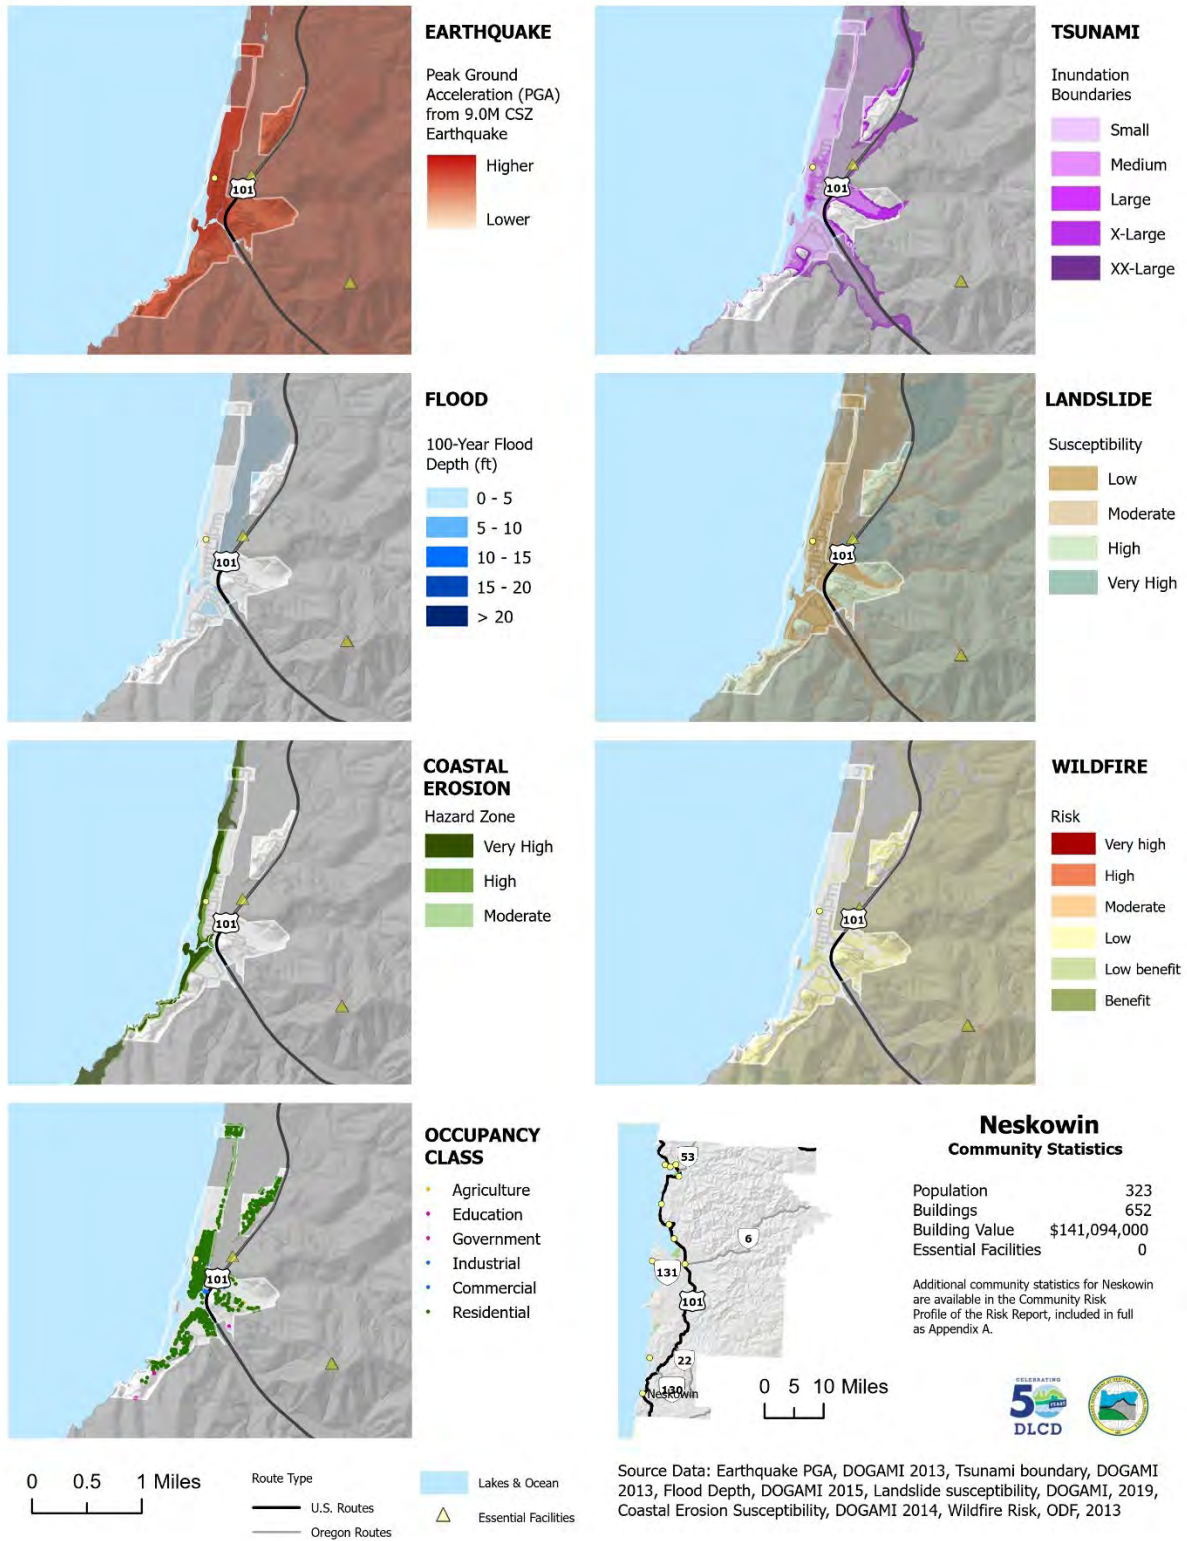 EARTHQUAKE
Peak Ground
Acceleration (PGA)
from 9.0M CSZ
Earthquake
Higher
Lower
101
TSUNAMI
Inundation
Boundaries
Small
Medium
Large
X-Large
XX-Large
101
FLOOD
100-Year Flood
Depth (ft)
0 - 5
5 - 10
10 - 15
15 - 20
> 20
101
LANDSLIDE
Susceptibility
Low
Moderate
High
Very High
101
COASTAL
EROSION
Hazard Zone
Very High
High
Moderate
101
WILDFIRE
Risk
Very high
High
Moderate
Low
Low benefit
Benefit
101
OCCUPANCY
CLASS
Agriculture
Education
Government
Industrial
Commercial
Residential
101
53
6
131
101
22
130
Neskowin
0 5 10 Miles
Neskowin
Community Statistics
Population 323
Buildings 652
Building Value $141,094,000
Essential Facilities 0
Additional community statistics for Neskowin
are available in the Community Risk
Profile of the Risk Report, included in full
as Appendix A.
CELEBRATING
50
YEARS
DLCD
0 0.5 1 Miles
Route Type
U.S. Routes
Oregon Routes
Lakes & Ocean
Essential Facilities
Source Data: Earthquake PGA, DOGAMI 2013, Tsunami boundary, DOGAMI
2013, Flood Depth, DOGAMI 2015, Landslide susceptibility, DOGAMI, 2019,
Coastal Erosion Susceptibility, DOGAMI 2014, Wildfire Risk, ODF, 2013